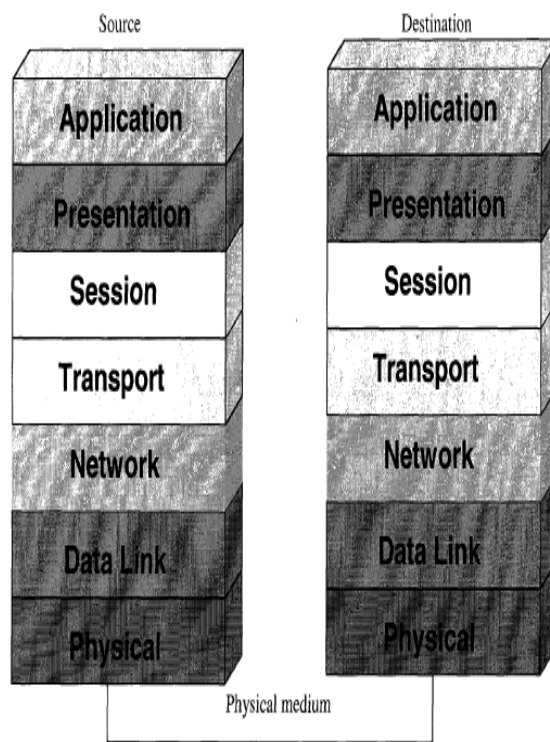 Source
Destination
Application
Application
Presentation
Presentation
Session
Session
Transport
Transport
Network
Network
Data Link
Data Link
Physical
Physical
Physical medium